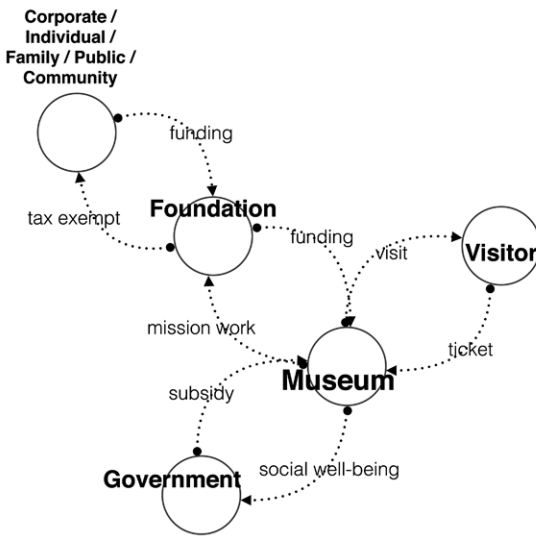 Corporate /
Individual /
Family / Public /
Community
funding
Foundation
tax exempt
funding
visit
Visitor
mission work
ticket
Museum
subsidy
social well-being
Government